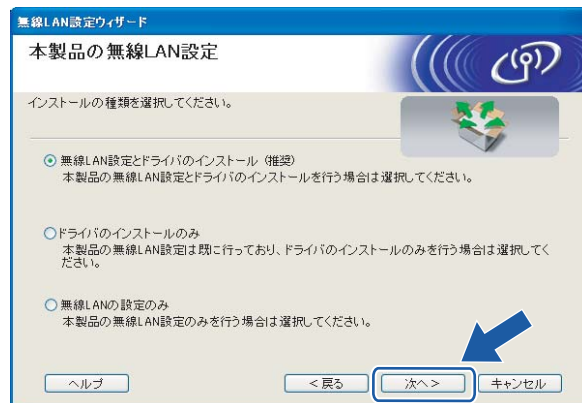 無線LAN設定ウィザード
本製品の無線LAN設定
インストールの種類を選択してください。
無線LAN設定とドライバのインストール (推奨)
本製品の無線LAN設定とドライバのインストールを行う場合は選択してください。
ドライバのインストールのみ
本製品の無線LAN設定は既に行っており、ドライバのインストールのみを行う場合は選択してく
ださい。
無線LANの設定のみ
本製品の無線LAN設定のみを行う場合は選択してください。
ヘルプ <戻る 次へ> キャンセル